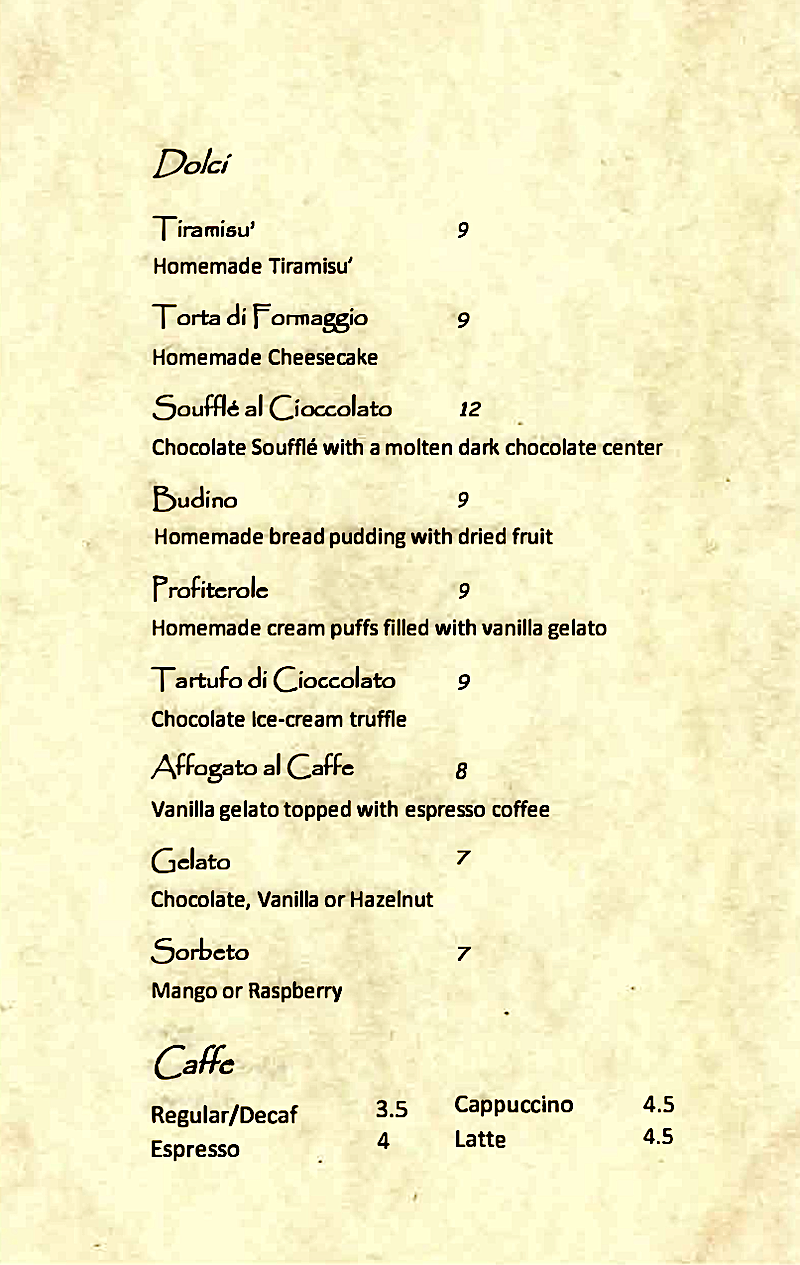 Dolci
Tiramisu' 9
Homemade Tiramisu'
Torta di Formaggio 9
Homemade Cheesecake
Soufflé al Cioccolato 12
Chocolate Soufflé with a molten dark chocolate center
Budino 9
Homemade bread pudding with dried fruit
Profiterole 9
Homemade cream puffs filled with vanilla gelato
Tartufo di Cioccolato 9
Chocolate Ice-cream truffle
Affogato al Caffe 8
Vanilla gelato topped with espresso coffee
Gelato 7
Chocolate, Vanilla or Hazelnut
Sorbeto 7
Mango or Raspberry
Caffe
Regular/Decaf 3.5 Cappuccino 4.5
Espresso 4 Latte 4.5